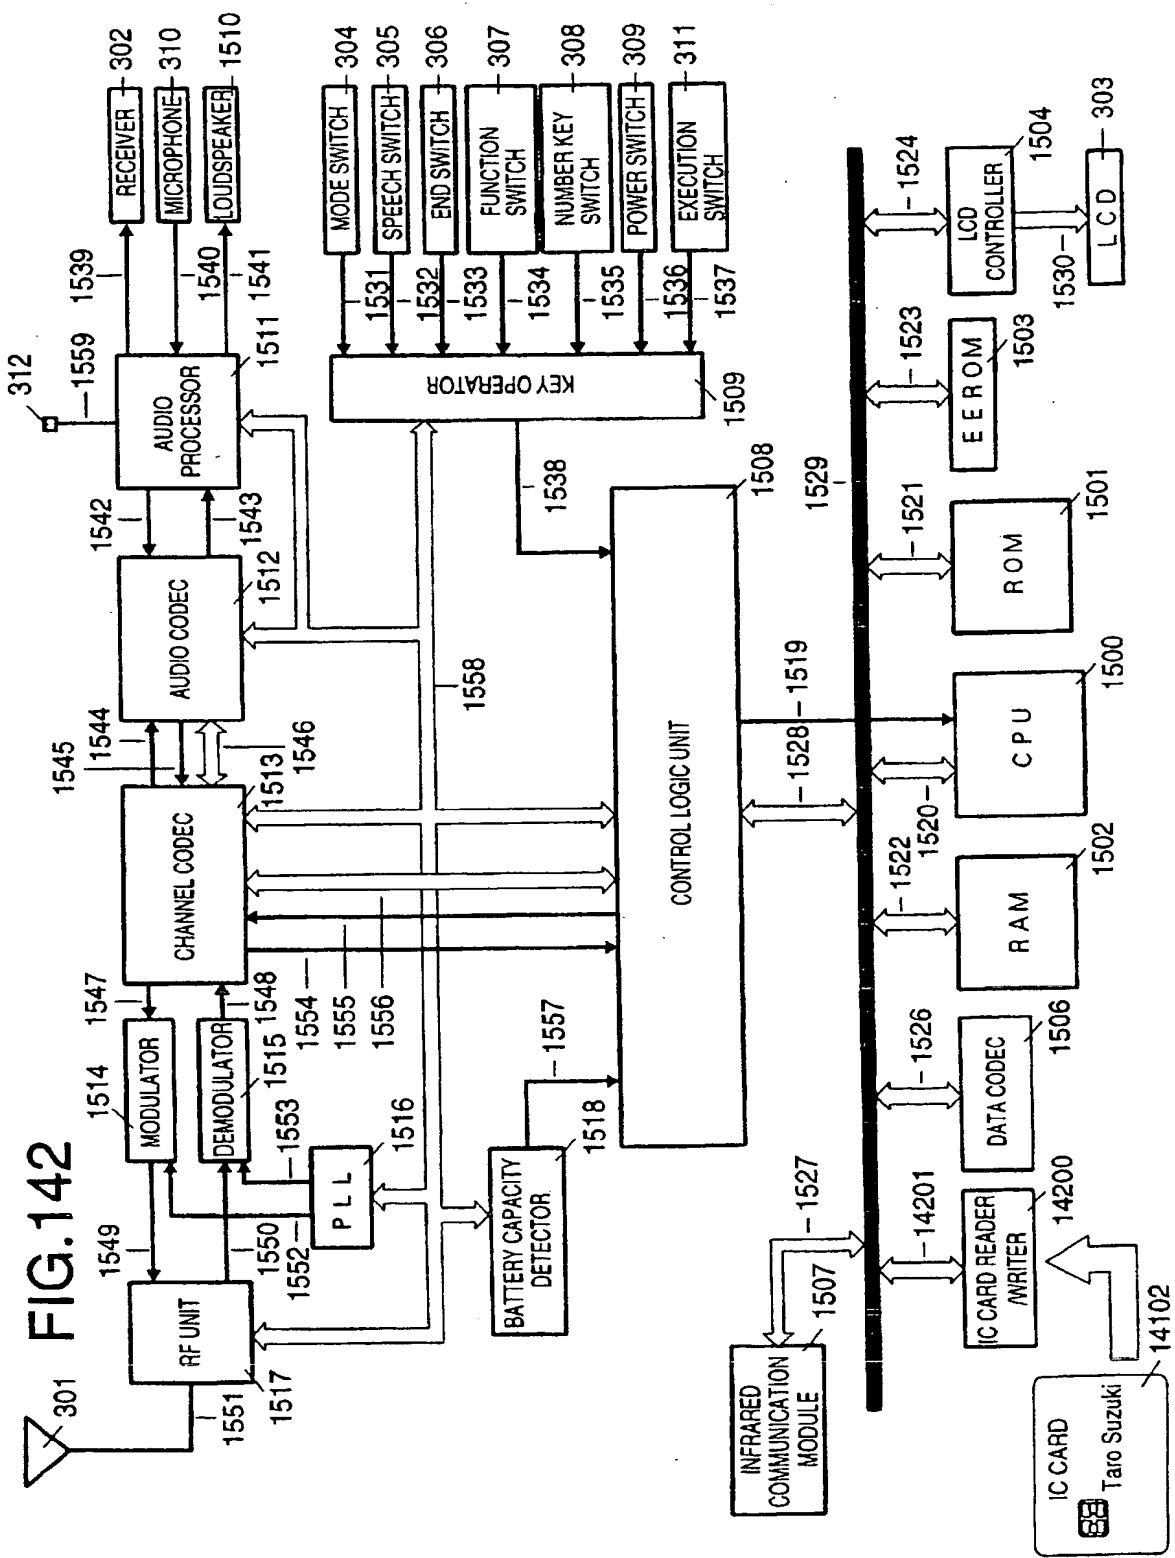 FIG.142
301
1551
RF UNIT
1517
1549
1550
1552
1553
1514
MODULATOR
DEMODULATOR
1515
PLL
1516
1547
1548
1554
1555
1556
CHANNEL CODEC
1513
1545
1544
1546
AUDIO CODEC
1512
1542
1543
AUDIO
PROCESSOR
1511
312
1559
1539
1540
1541
RECEIVER
302
MICROPHONE
310
LOUDSPEAKER
1510
MODE SWITCH
304
SPEECH SWITCH
305
END SWITCH
306
FUNCTION
SWITCH
307
NUMBER KEY
SWITCH
308
POWER SWITCH
309
EXECUTION
SWITCH
311
1531
1532
1533
1534
1535
1536
1537
KEY OPERATOR
1509
1538
1558
BATTERY CAPACITY
DETECTOR
1518
1557
CONTROL LOGIC UNIT
1508
1528
1519
1529
INFRARED
COMMUNICATION
MODULE
1507
1527
14201
1526
1522
1520
1521
1523
1524
IC CARD READER
/WRITER
14200
DATA CODEC
1506
RAM
1502
CPU
1500
ROM
1501
EEROM
1503
LCD
CONTROLLER
1504
1530
LCD
303
IC CARD
Taro Suzuki
14102